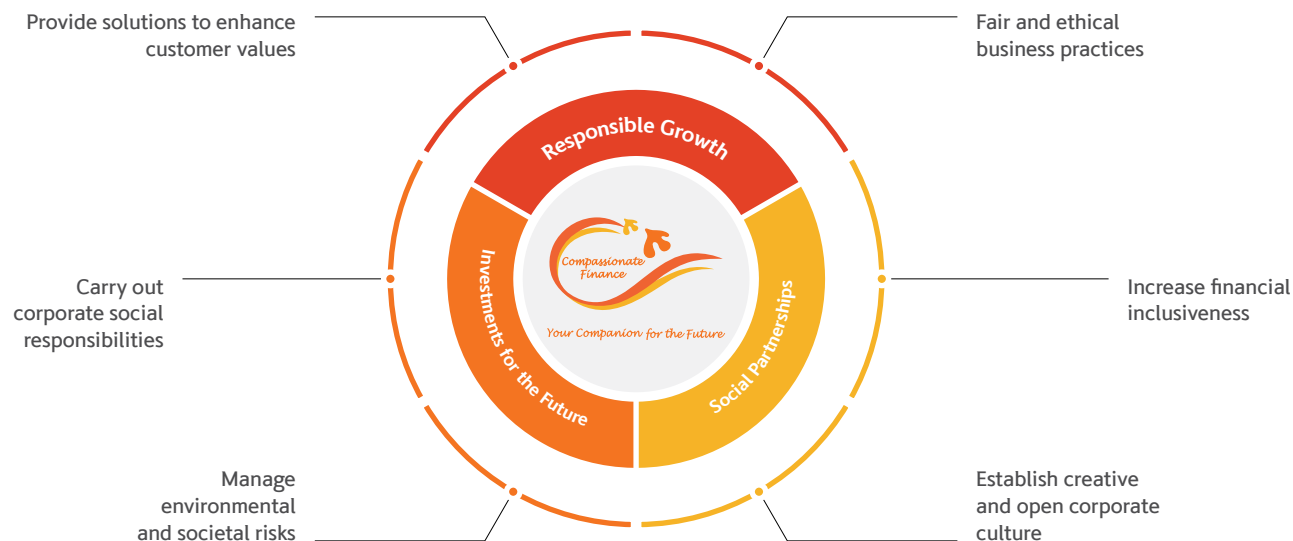 Provide solutions to enhance
customer values
Fair and ethical
business practices
Responsible Growth
Investments for the Future
Social Partnerships
Compassionate
Finance
Your Companion for the Future
Carry out
corporate social
responsibilities
Increase financial
inclusiveness
Manage
environmental
and societal risks
Establish creative
and open corporate
culture